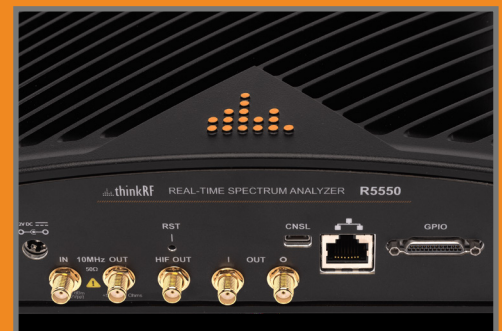 thinkRF REAL-TIME SPECTRUM ANALYZER R5550
RST
CNSL
GPIO
IN 10MHz OUT
50Ω
HIF OUT
I OUT Q